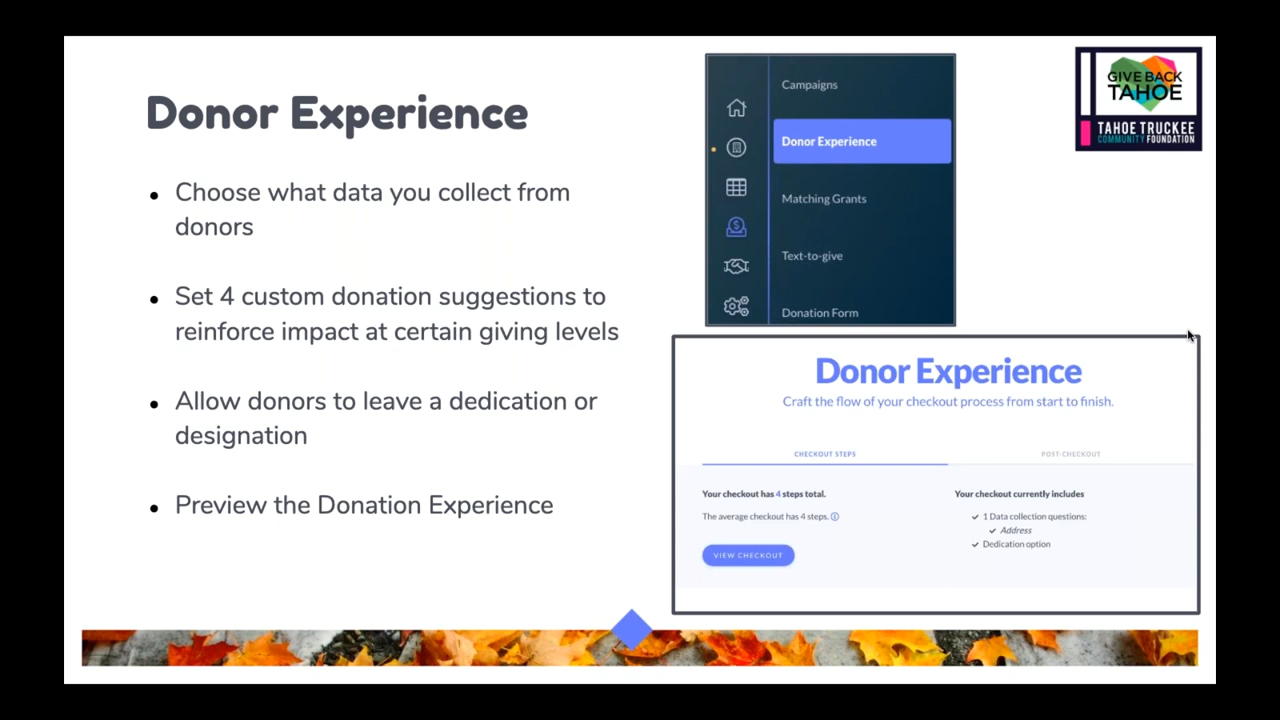 Donor Experience
• Choose what data you collect from
donors
• Set 4 custom donation suggestions to
reinforce impact at certain giving levels
• Allow donors to leave a dedication or
designation
• Preview the Donation Experience
Campaigns
Donor Experience
Matching Grants
Text-to-give
Donation Form
GIVE BACK
TAHOE
TAHOE TRUCKEE
COMMUNITY FOUNDATION
Donor Experience
Craft the flow of your checkout process from start to finish.
CHECKOUT STEPS
POST-CHECKOUT
Your checkout has 4 steps total.
The average checkout has 4 steps.
VIEW CHECKOUT
Your checkout currently includes
✓ 1 Data collection questions:
✓ Address
✓ Dedication option